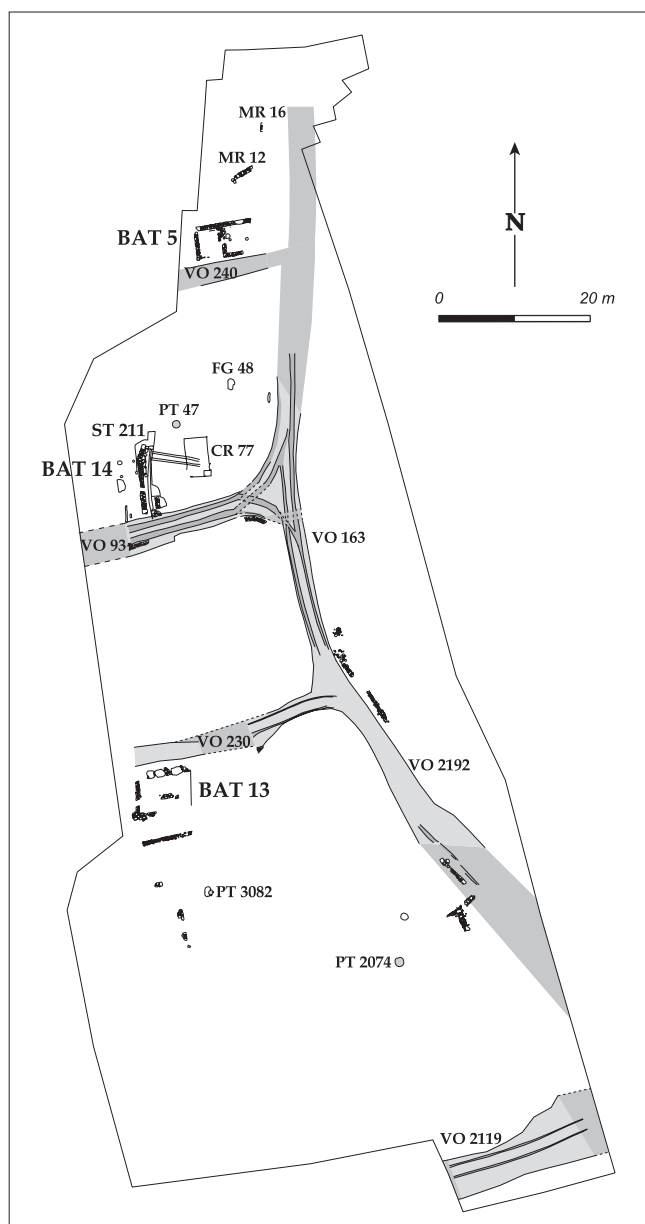 MR 16
MR 12
N
BAT 5
VO 240
0 20 m
FG 48
PT 47
ST 211
CR 77
BAT 14
VO 93
VO 163
VO 230
VO 2192
BAT 13
PT 3082
PT 2074
VO 2119